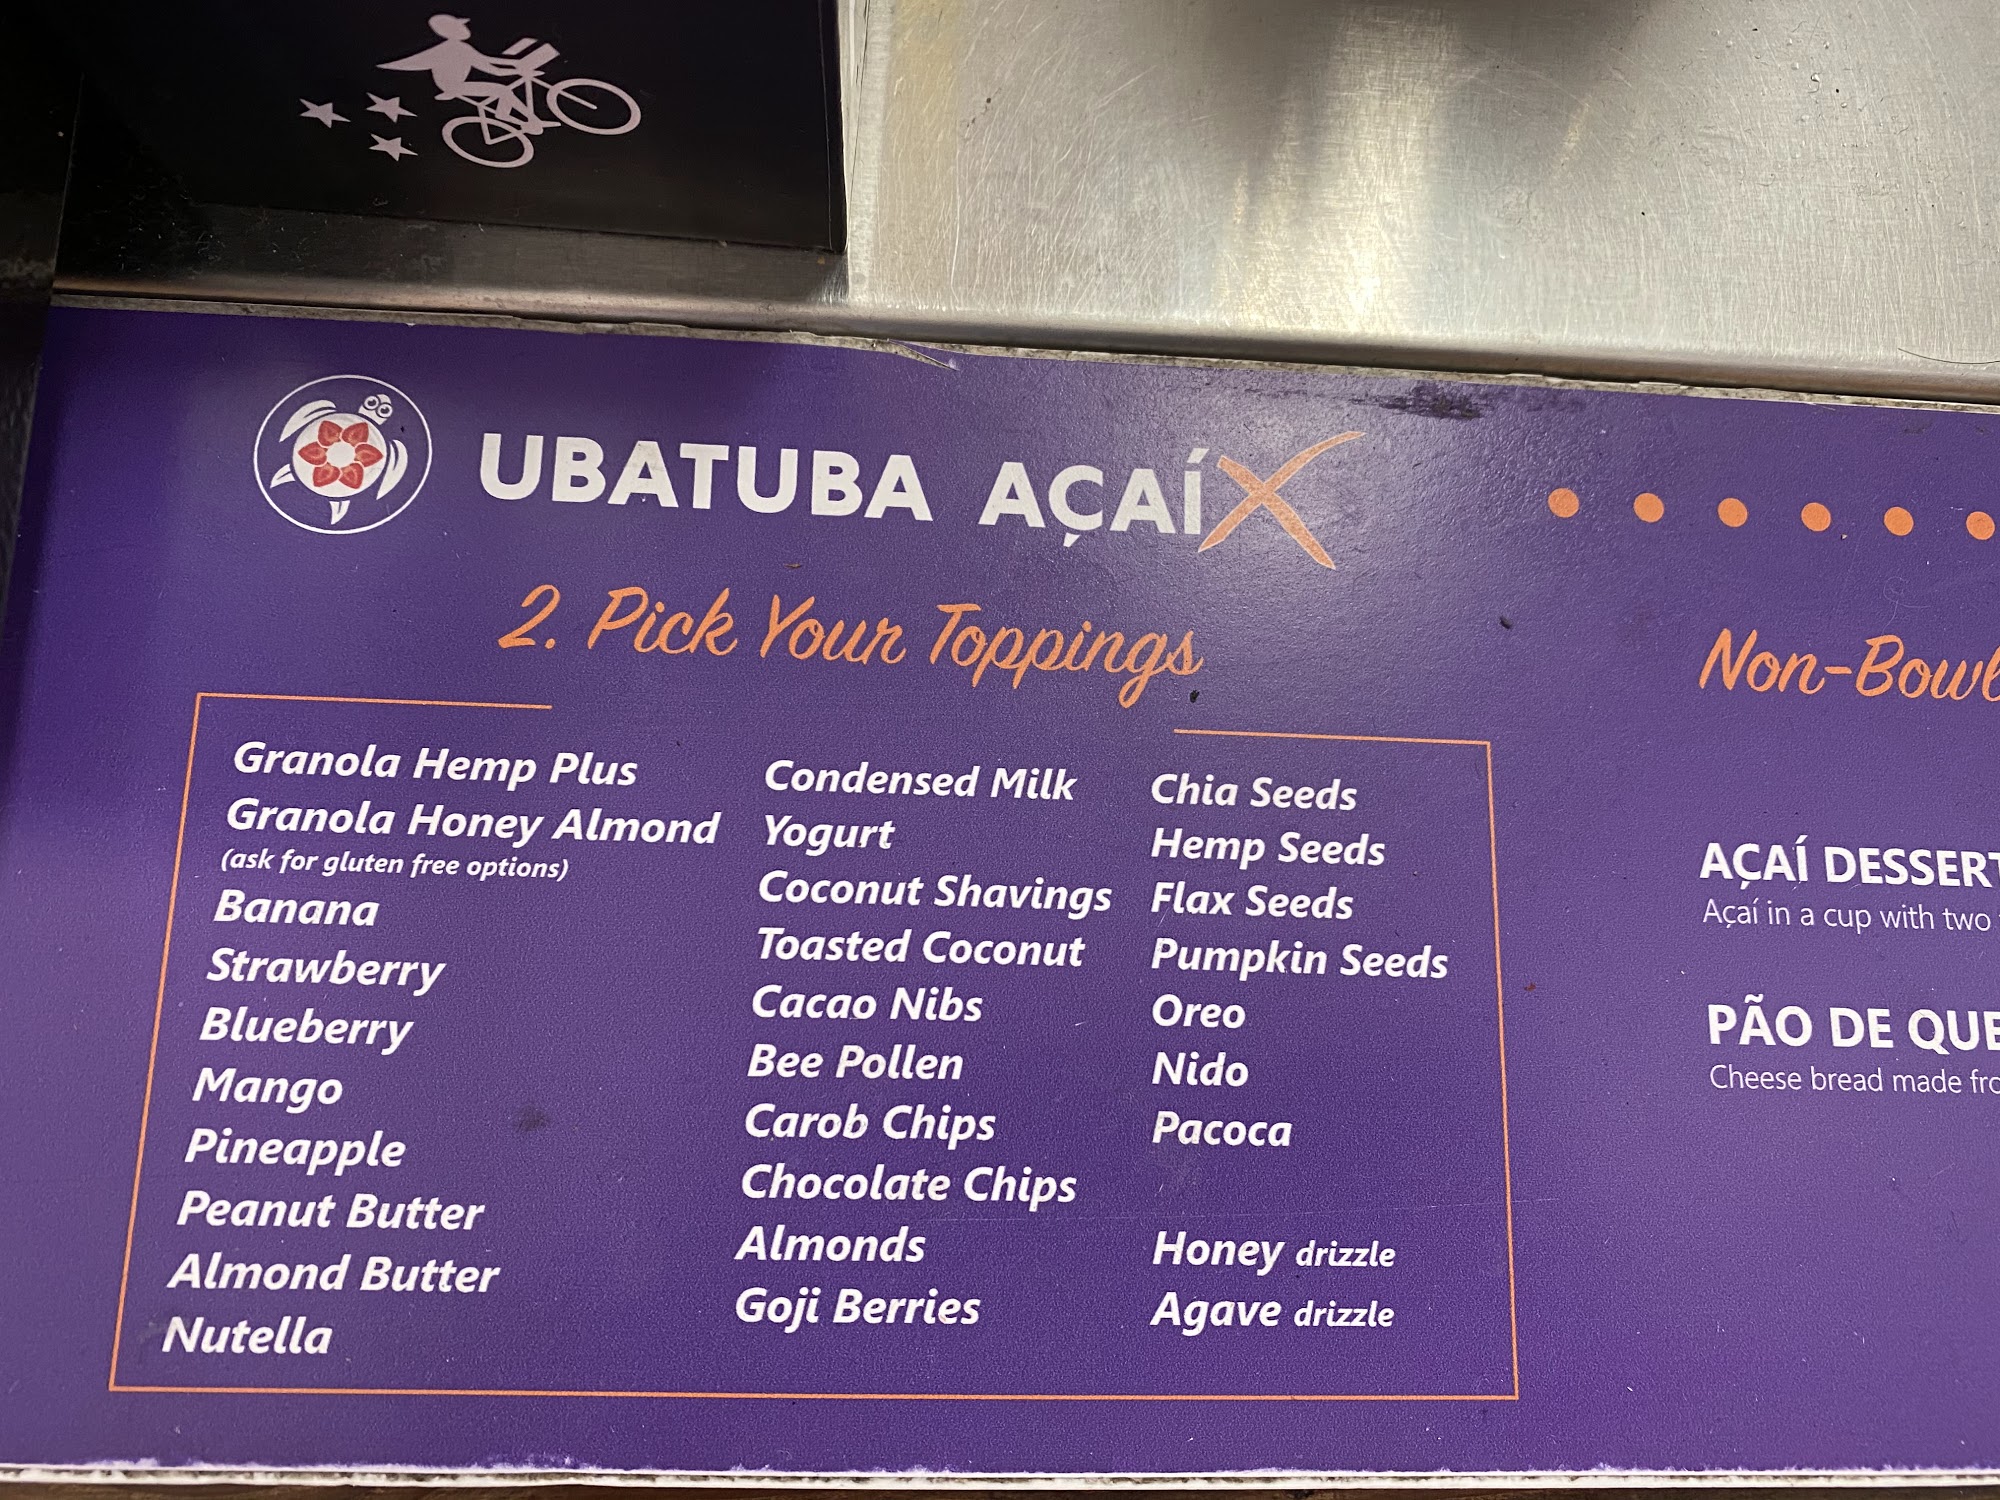 UBATUBA AÇAÍ
2. Pick Your Toppings
Granola Hemp Plus
Granola Honey Almond
(ask for gluten free options)
Banana
Strawberry
Blueberry
Mango
Pineapple
Peanut Butter
Almond Butter
Nutella
Condensed Milk
Yogurt
Coconut Shavings
Toasted Coconut
Cacao Nibs
Bee Pollen
Carob Chips
Chocolate Chips
Almonds
Goji Berries
Chia Seeds
Hemp Seeds
Flax Seeds
Pumpkin Seeds
Oreo
Nido
Pacoca
Honey drizzle
Agave drizzle
Non-Bowl
AÇAÍ DESSERT
Açaí in a cup with two
PÃO DE QUE
Cheese bread made fro